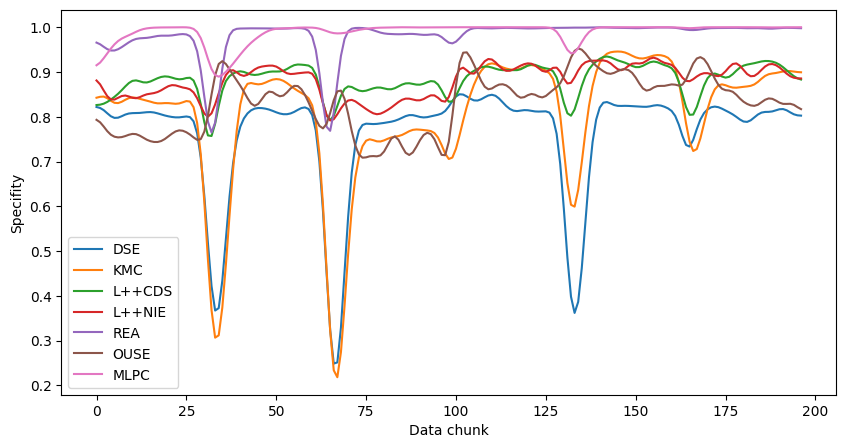 Specifity
1.0
0.9
0.8
0.7
0.6
0.5
0.4
0.3
0.2
DSE
KMC
L++CDS
L++NIE
REA
OUSE
MLPC
0 25 50 75 100 125 150 175 200
Data chunk